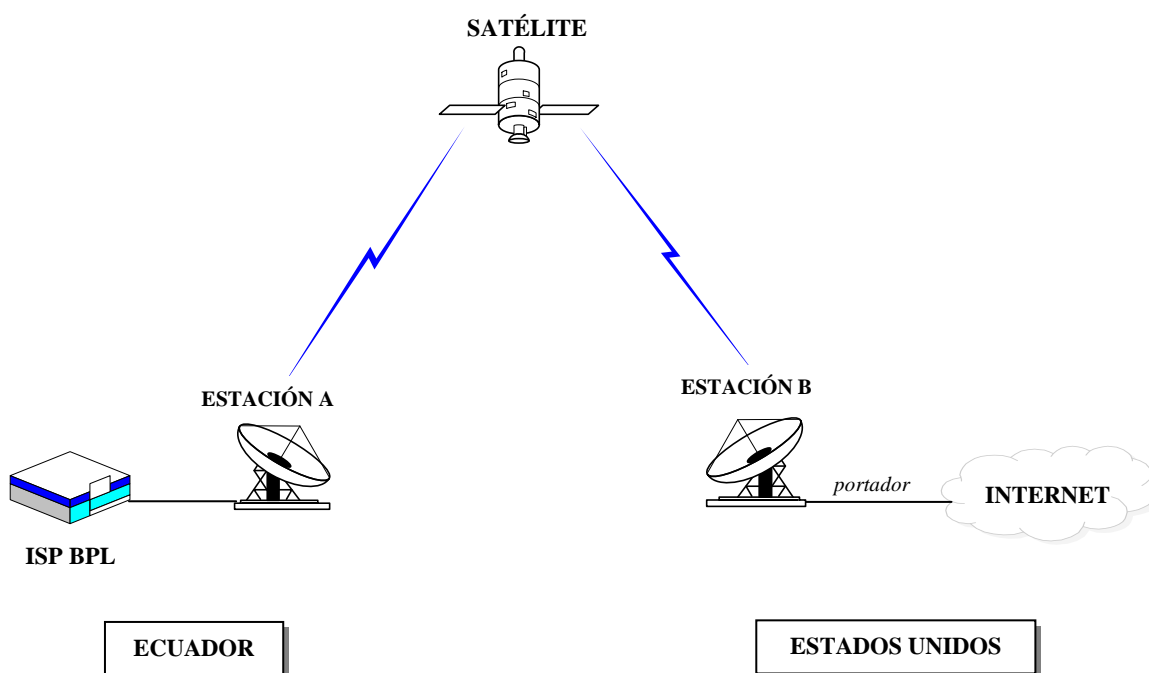 SATÉLITE
ESTACIÓN A
ESTACIÓN B
portador
INTERNET
ISP BPL
ECUADOR
ESTADOS UNIDOS